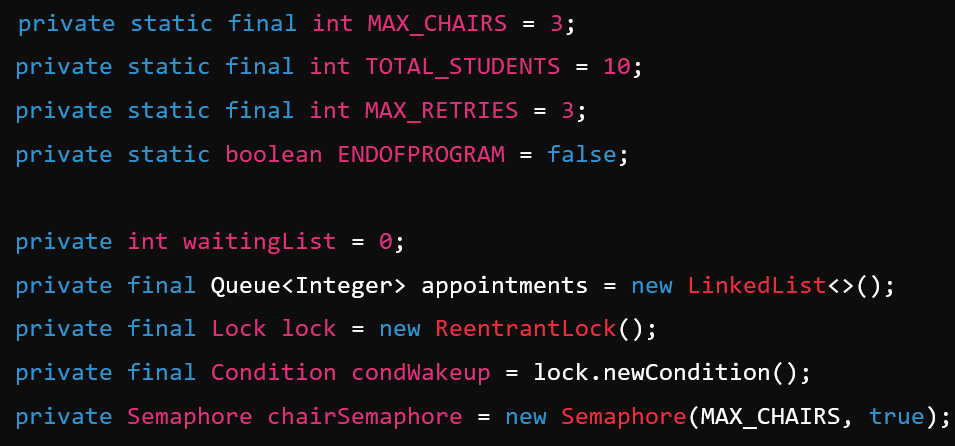 private static final int MAX_CHAIRS = 3;
private static final int TOTAL_STUDENTS = 10;
private static final int MAX_RETRIES = 3;
private static boolean ENDOFPROGRAM = false;
private int waitingList = 0;
private final Queue<Integer> appointments = new LinkedList<>();
private final Lock lock = new ReentrantLock();
private final Condition condWakeup = lock.newCondition();
private Semaphore chairSemaphore = new Semaphore(MAX_CHAIRS, true);